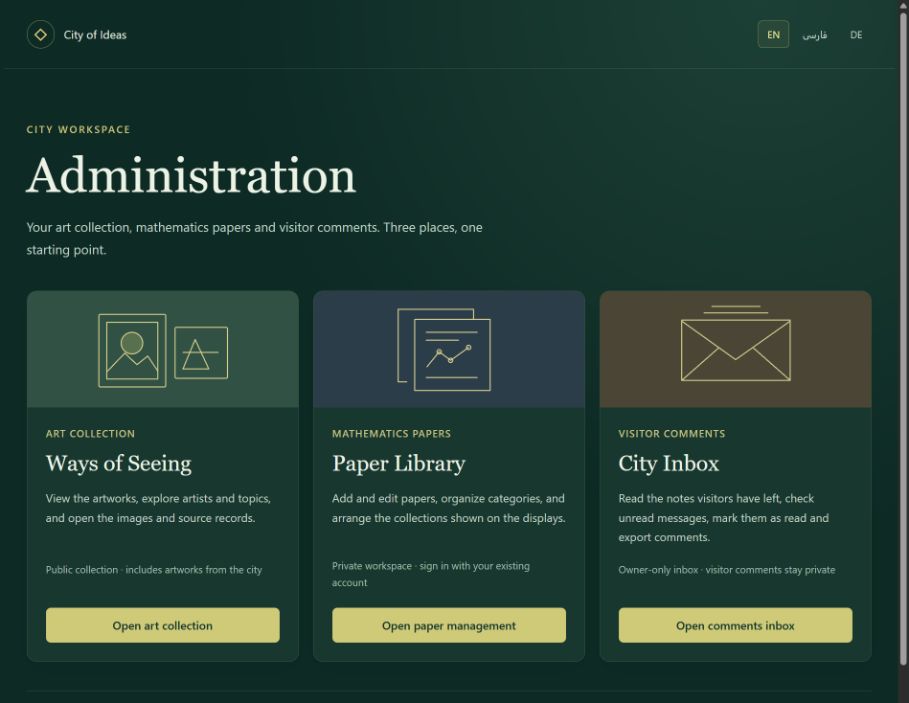 City of Ideas
EN
فارسی
DE
CITY WORKSPACE
Administration
Your art collection, mathematics papers and visitor comments. Three places, one
starting point.
ART COLLECTION
Ways of Seeing
View the artworks, explore artists and topics,
and open the images and source records.
Public collection · includes artworks from the city
Open art collection
MATHEMATICS PAPERS
Paper Library
Add and edit papers, organize categories, and
arrange the collections shown on the displays.
Private workspace · sign in with your existing
account
Open paper management
VISITOR COMMENTS
City Inbox
Read the notes visitors have left, check
unread messages, mark them as read and
export comments.
Owner-only inbox · visitor comments stay private
Open comments inbox